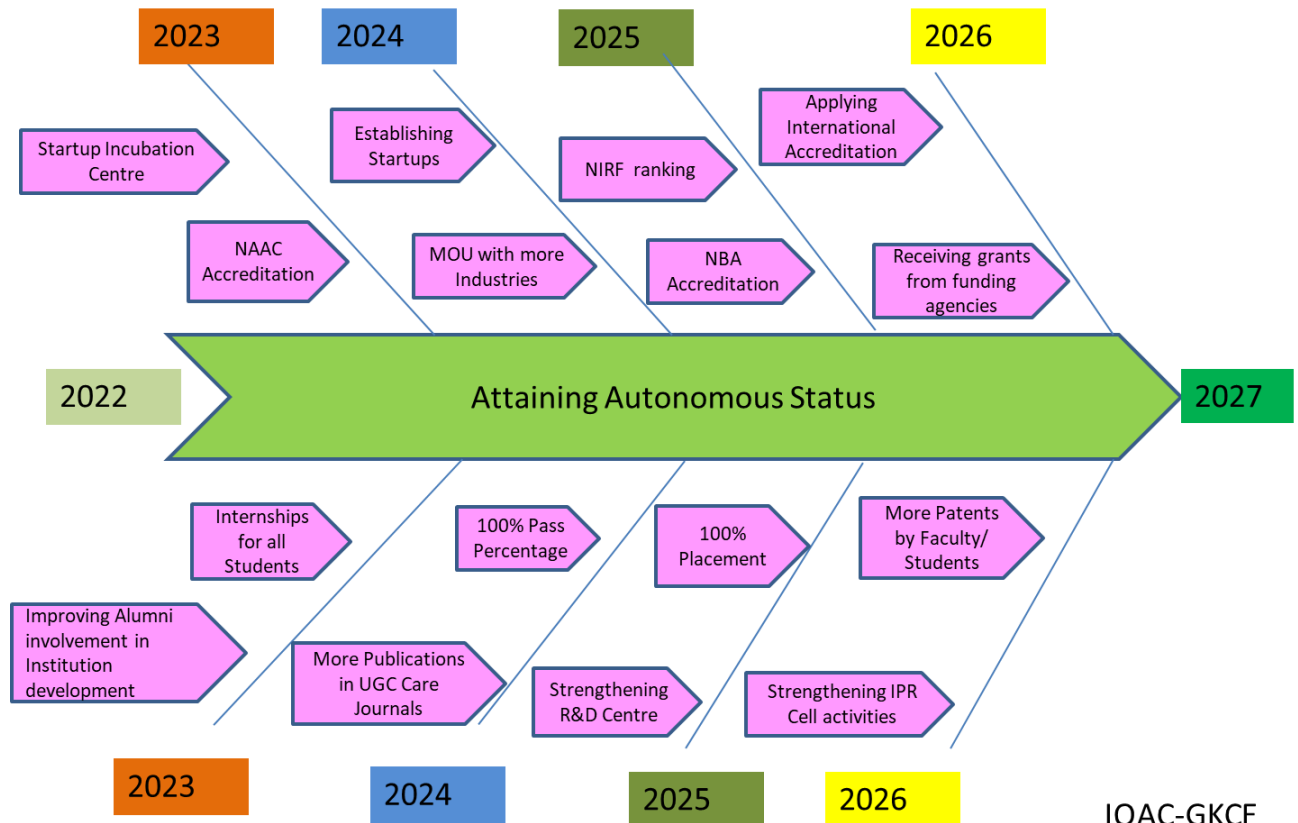 2023
2024
2025
2026
Startup Incubation
Centre
Establishing
Startups
NIRF ranking
Applying
International
Accreditation
NAAC
Accreditation
MOU with more
Industries
NBA
Accreditation
Receiving grants
from funding
agencies
2022
Attaining Autonomous Status
2027
Internships
for all
Students
100% Pass
Percentage
100%
Placement
More Patents
by Faculty/
Students
Improving Alumni
involvement in
Institution
development
More Publications
in UGC Care
Journals
Strengthening
R&D Centre
Strengthening IPR
Cell activities
2023
2024
2025
2026